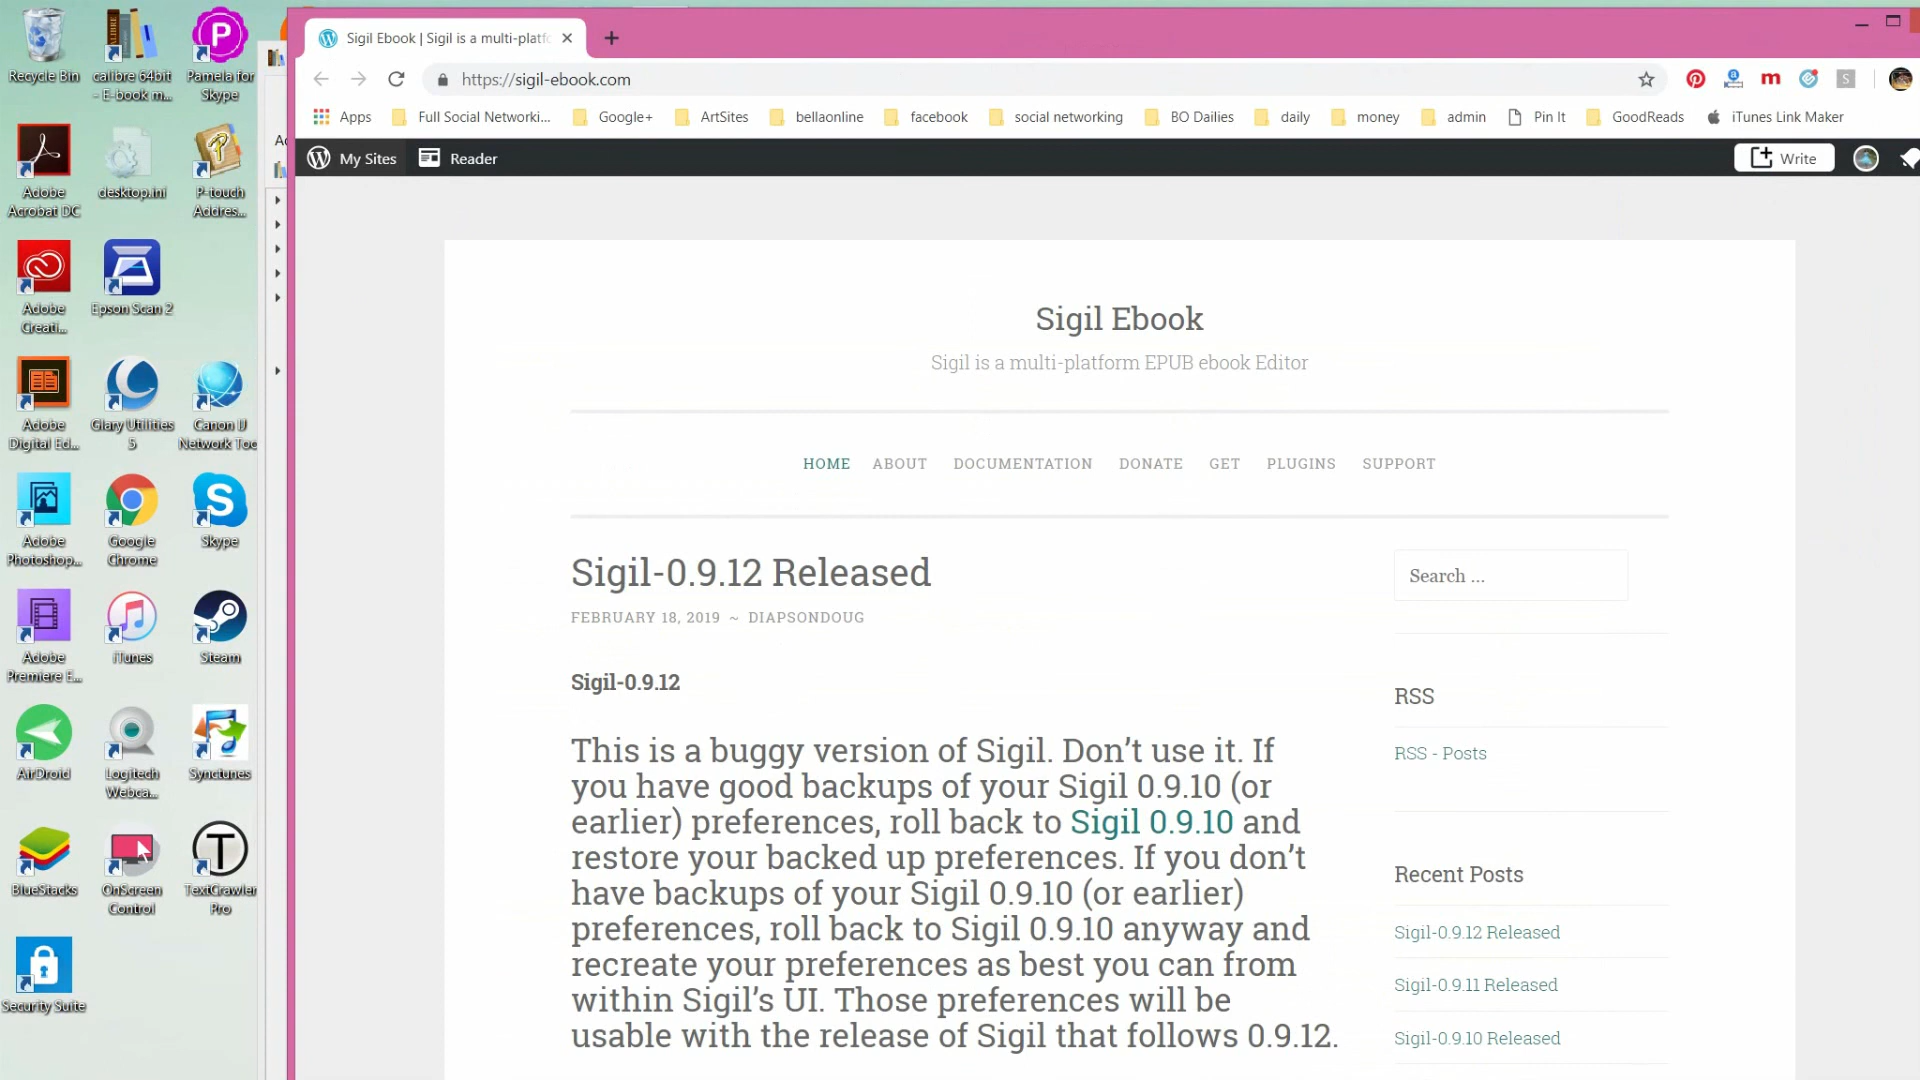 Recycle Bin
calibre 64bit
- E-book m...
Pamela for
Skype
Adobe
Acrobat DC
desktop.ini
P-touch
Addres...
Adobe
Creati...
Epson Scan 2
Adobe
Digital Ed...
Glary Utilities
5
Canon IJ
Network Too
Adobe
Photoshop...
Google
Chrome
Skype
Adobe
Premiere E...
iTunes
Steam
AirDroid
Logitech
Webca...
Synctunes
BlueStacks
OnScreen
Control
TextCrawler
Pro
Security Suite
Sigil Ebook | Sigil is a multi-platf
https://sigil-ebook.com
Apps
Full Social Networki...
Google+
ArtSites
bellaonline
facebook
social networking
BO Dailies
daily
money
admin
Pin It
GoodReads
iTunes Link Maker
My Sites
Reader
Write
Sigil Ebook
Sigil is a multi-platform EPUB ebook Editor
HOME ABOUT DOCUMENTATION DONATE GET PLUGINS SUPPORT
Sigil-0.9.12 Released
FEBRUARY 18, 2019 ~ DIAPSONDOUG
Sigil-0.9.12
This is a buggy version of Sigil. Don’t use it. If
you have good backups of your Sigil 0.9.10 (or
earlier) preferences, roll back to Sigil 0.9.10 and
restore your backed up preferences. If you don’t
have backups of your Sigil 0.9.10 (or earlier)
preferences, roll back to Sigil 0.9.10 anyway and
recreate your preferences as best you can from
within Sigil’s UI. Those preferences will be
usable with the release of Sigil that follows 0.9.12.
Search ...
RSS
RSS - Posts
Recent Posts
Sigil-0.9.12 Released
Sigil-0.9.11 Released
Sigil-0.9.10 Released